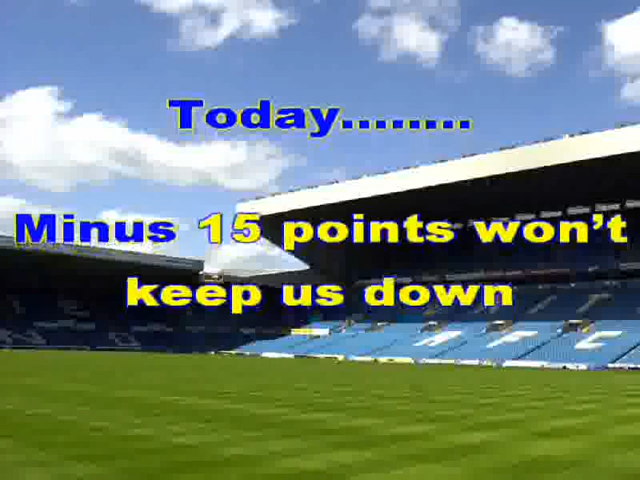 Today........
Minus 15 points won't
keep us down
A F C